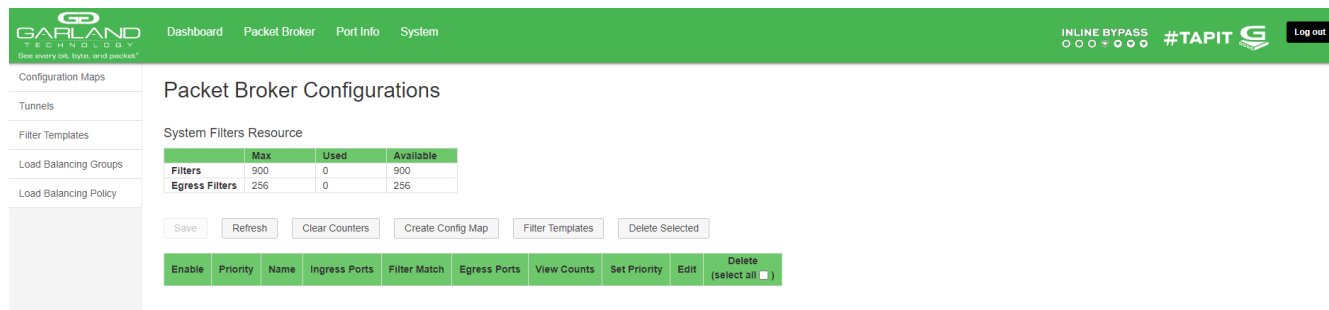 GARLAND
TECHNOLOGY
See every bit, byte, and packet®
Dashboard Packet Broker Port Info System
INLINE BYPASS
#TAPIT
Log out
Configuration Maps
Tunnels
Filter Templates
Load Balancing Groups
Load Balancing Policy
Packet Broker Configurations
System Filters Resource
Max Used Available
Filters 900 0 900
Egress Filters 256 0 256
Save Refresh Clear Counters Create Config Map Filter Templates Delete Selected
Enable Priority Name Ingress Ports Filter Match Egress Ports View Counts Set Priority Edit Delete
(select all )